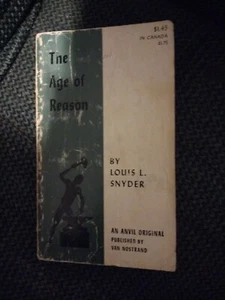 $1.45
IN CANADA
The
Age of
Reason
BY
LOUIS L.
SNYDER
AN ANVIL ORIGINAL
PUBLISHED BY
VAN NOSTRAND